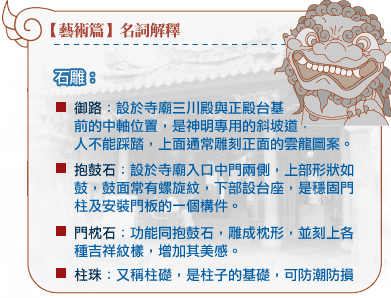 【藝術篇】名詞解釋
石雕：
■ 御路：設於寺廟三川殿與正殿台基
前的中軸位置，是神明專用的斜坡道，
人不能踩踏，上面通常雕刻正面的雲龍圖案。
■ 抱鼓石：設於寺廟入口中門兩側，上部形狀如
鼓，鼓面常有螺旋紋，下部設台座，是穩固門
柱及安裝門板的一個構件。
■ 門枕石：功能同抱鼓石，雕成枕形，並刻上各
種吉祥紋樣，增加其美感。
■ 柱珠：又稱柱礎，是柱子的基礎，可防潮防損